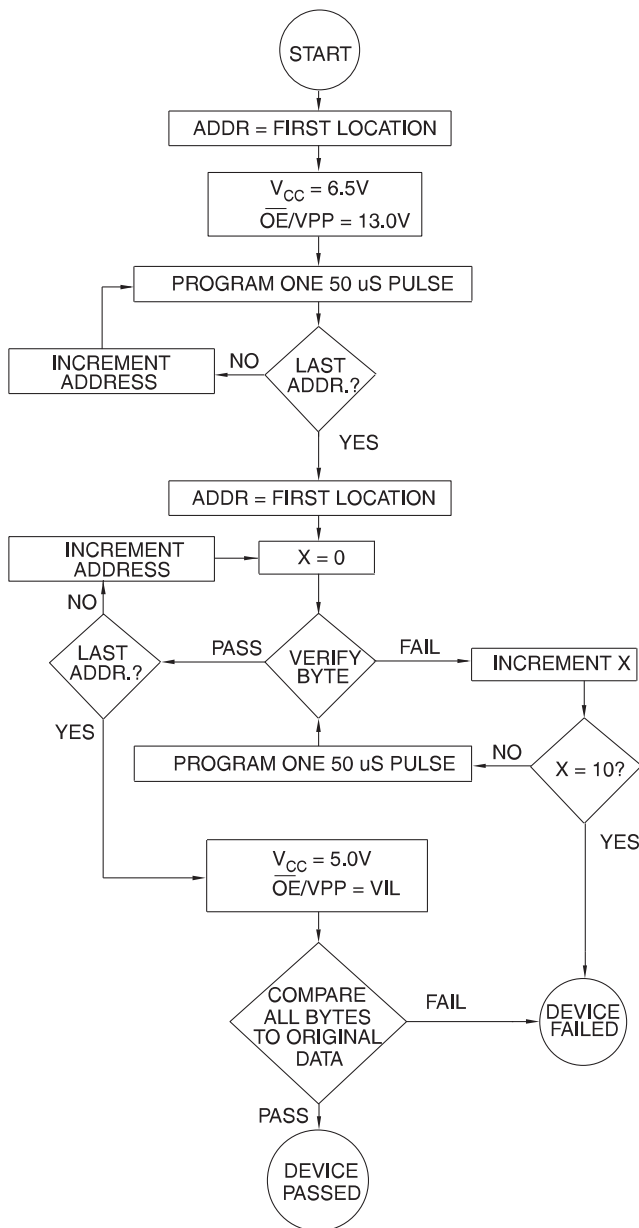 START
ADDR = FIRST LOCATION
VCC = 6.5V
OE/VPP = 13.0V
PROGRAM ONE 50 uS PULSE
INCREMENT
ADDRESS
NO
LAST
ADDR.?
YES
ADDR = FIRST LOCATION
INCREMENT
ADDRESS
X = 0
NO
LAST
ADDR.?
PASS
VERIFY
BYTE
FAIL
INCREMENT X
YES
PROGRAM ONE 50 uS PULSE
NO
X = 10?
YES
VCC = 5.0V
OE/VPP = VIL
COMPARE
ALL BYTES
TO ORIGINAL
DATA
FAIL
DEVICE
FAILED
PASS
DEVICE
PASSED